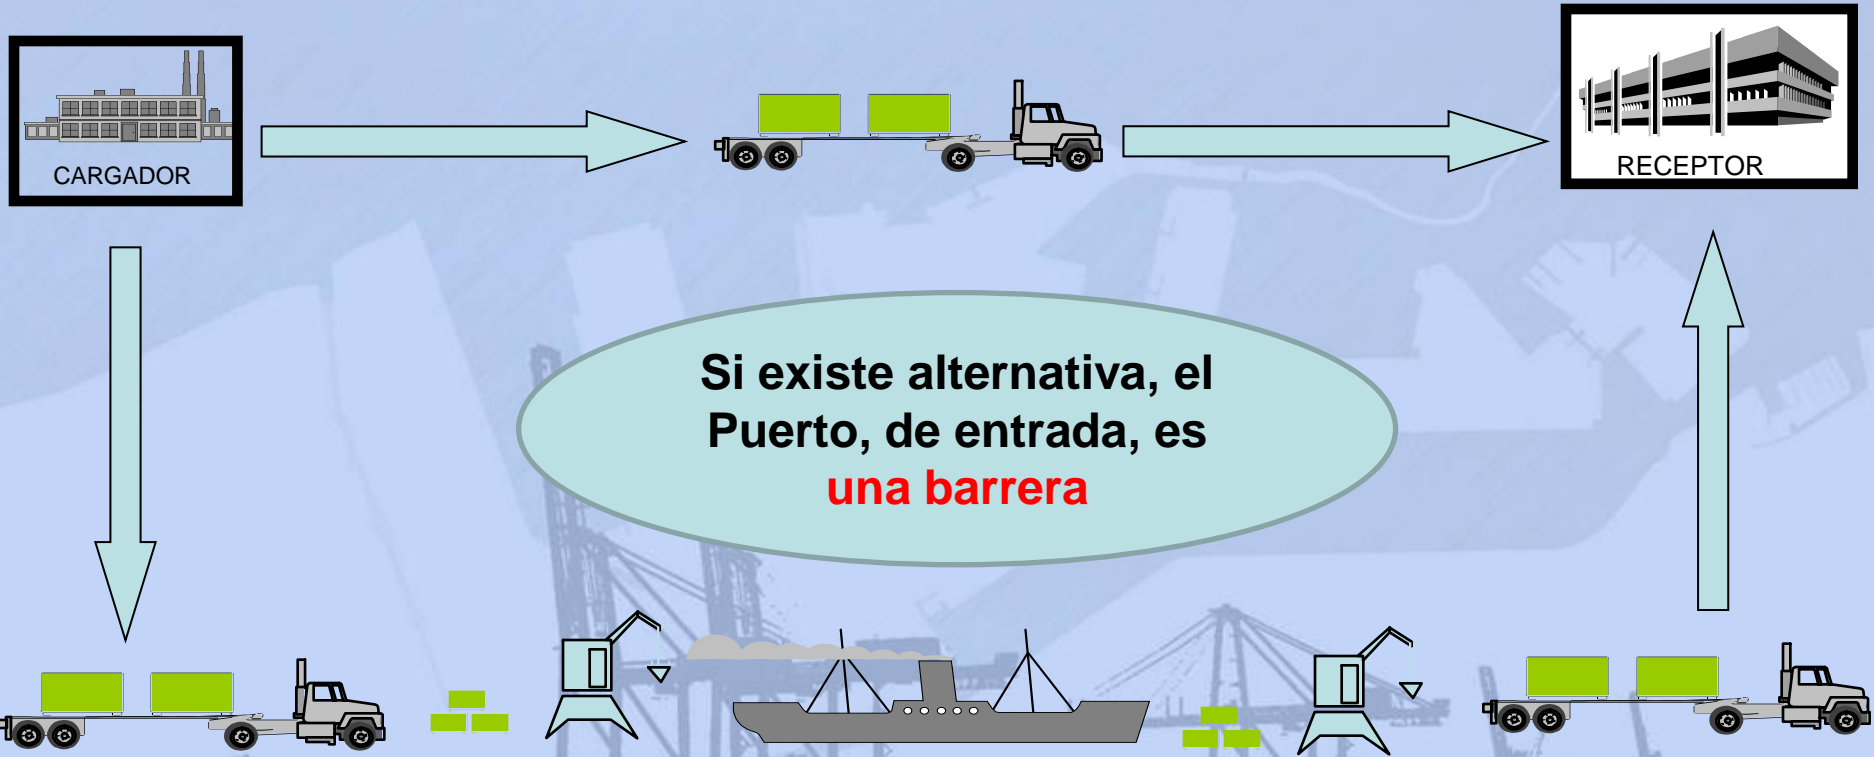 CARGADOR
RECEPTOR
Si existe alternativa, el
Puerto, de entrada, es
una barrera